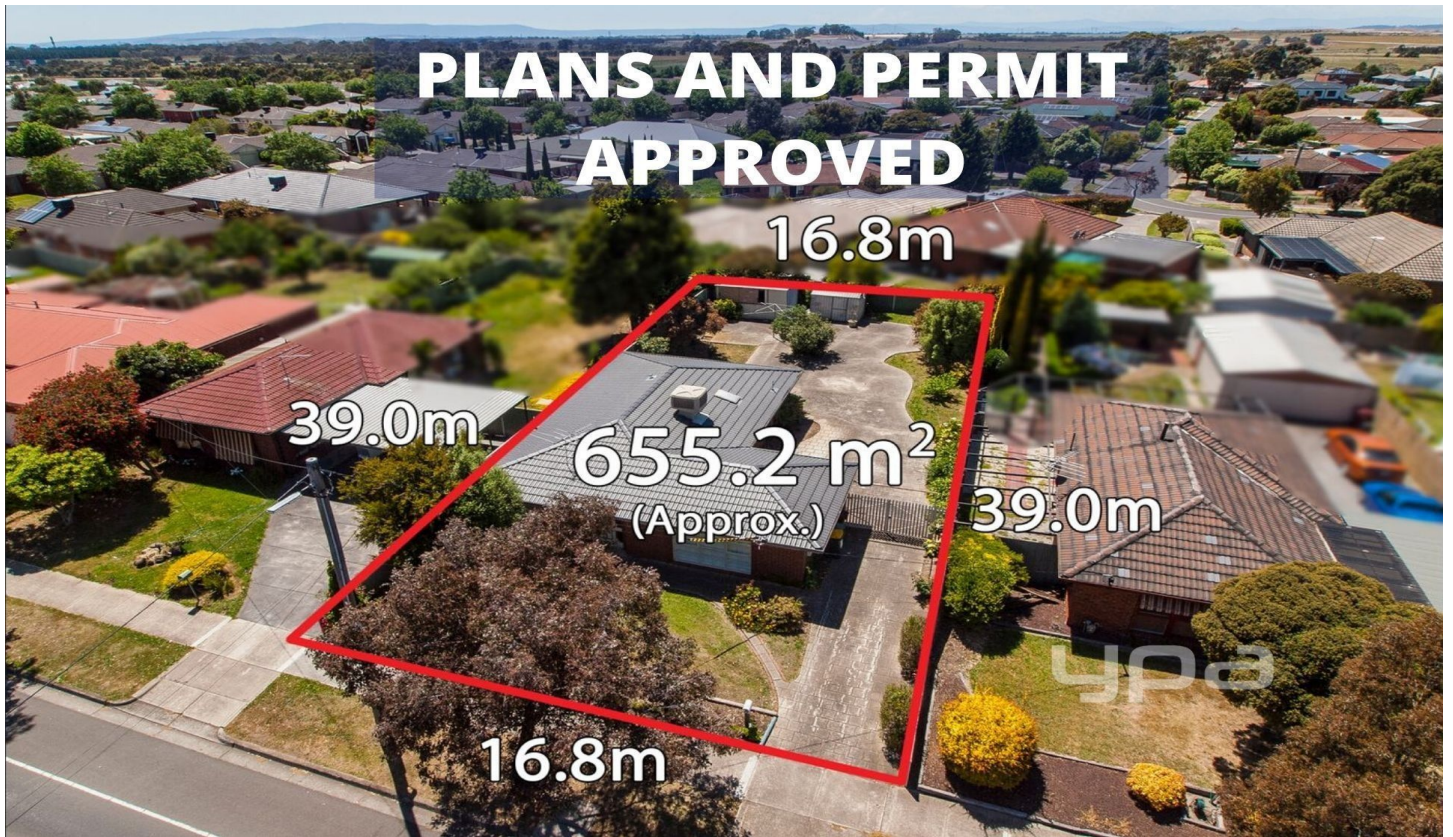 PLANS AND PERMIT
APPROVED
16.8m
39.0m
655.2 m²
(Approx.)
39.0m
16.8m
ypa